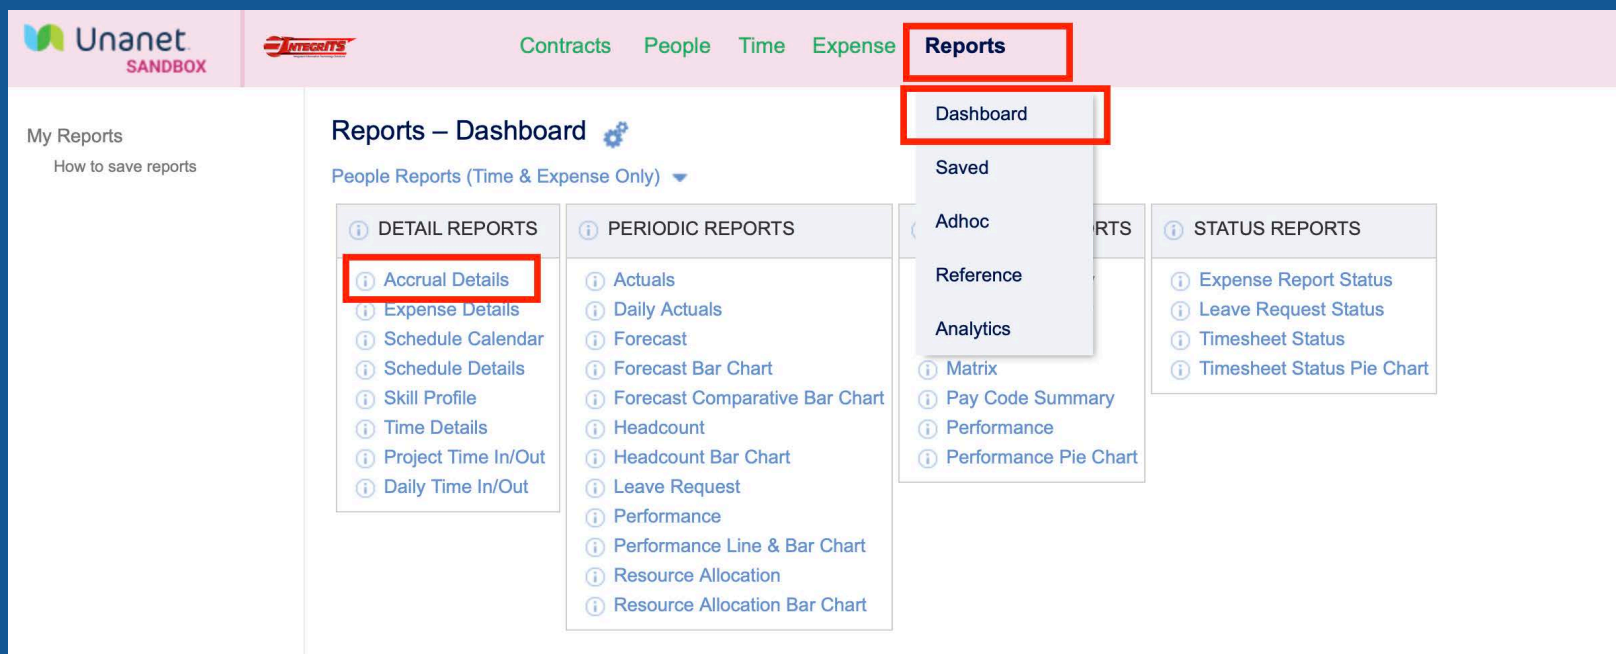 Unanet
SANDBOX
INTEGRITS
Contracts People Time Expense Reports
Dashboard
Saved
Adhoc
Reference
Analytics
My Reports
How to save reports
Reports – Dashboard
People Reports (Time & Expense Only)
DETAIL REPORTS
Accrual Details
Expense Details
Schedule Calendar
Schedule Details
Skill Profile
Time Details
Project Time In/Out
Daily Time In/Out
PERIODIC REPORTS
Actuals
Daily Actuals
Forecast
Forecast Bar Chart
Forecast Comparative Bar Chart
Headcount
Headcount Bar Chart
Leave Request
Performance
Performance Line & Bar Chart
Resource Allocation
Resource Allocation Bar Chart
RTS
Matrix
Pay Code Summary
Performance
Performance Pie Chart
STATUS REPORTS
Expense Report Status
Leave Request Status
Timesheet Status
Timesheet Status Pie Chart